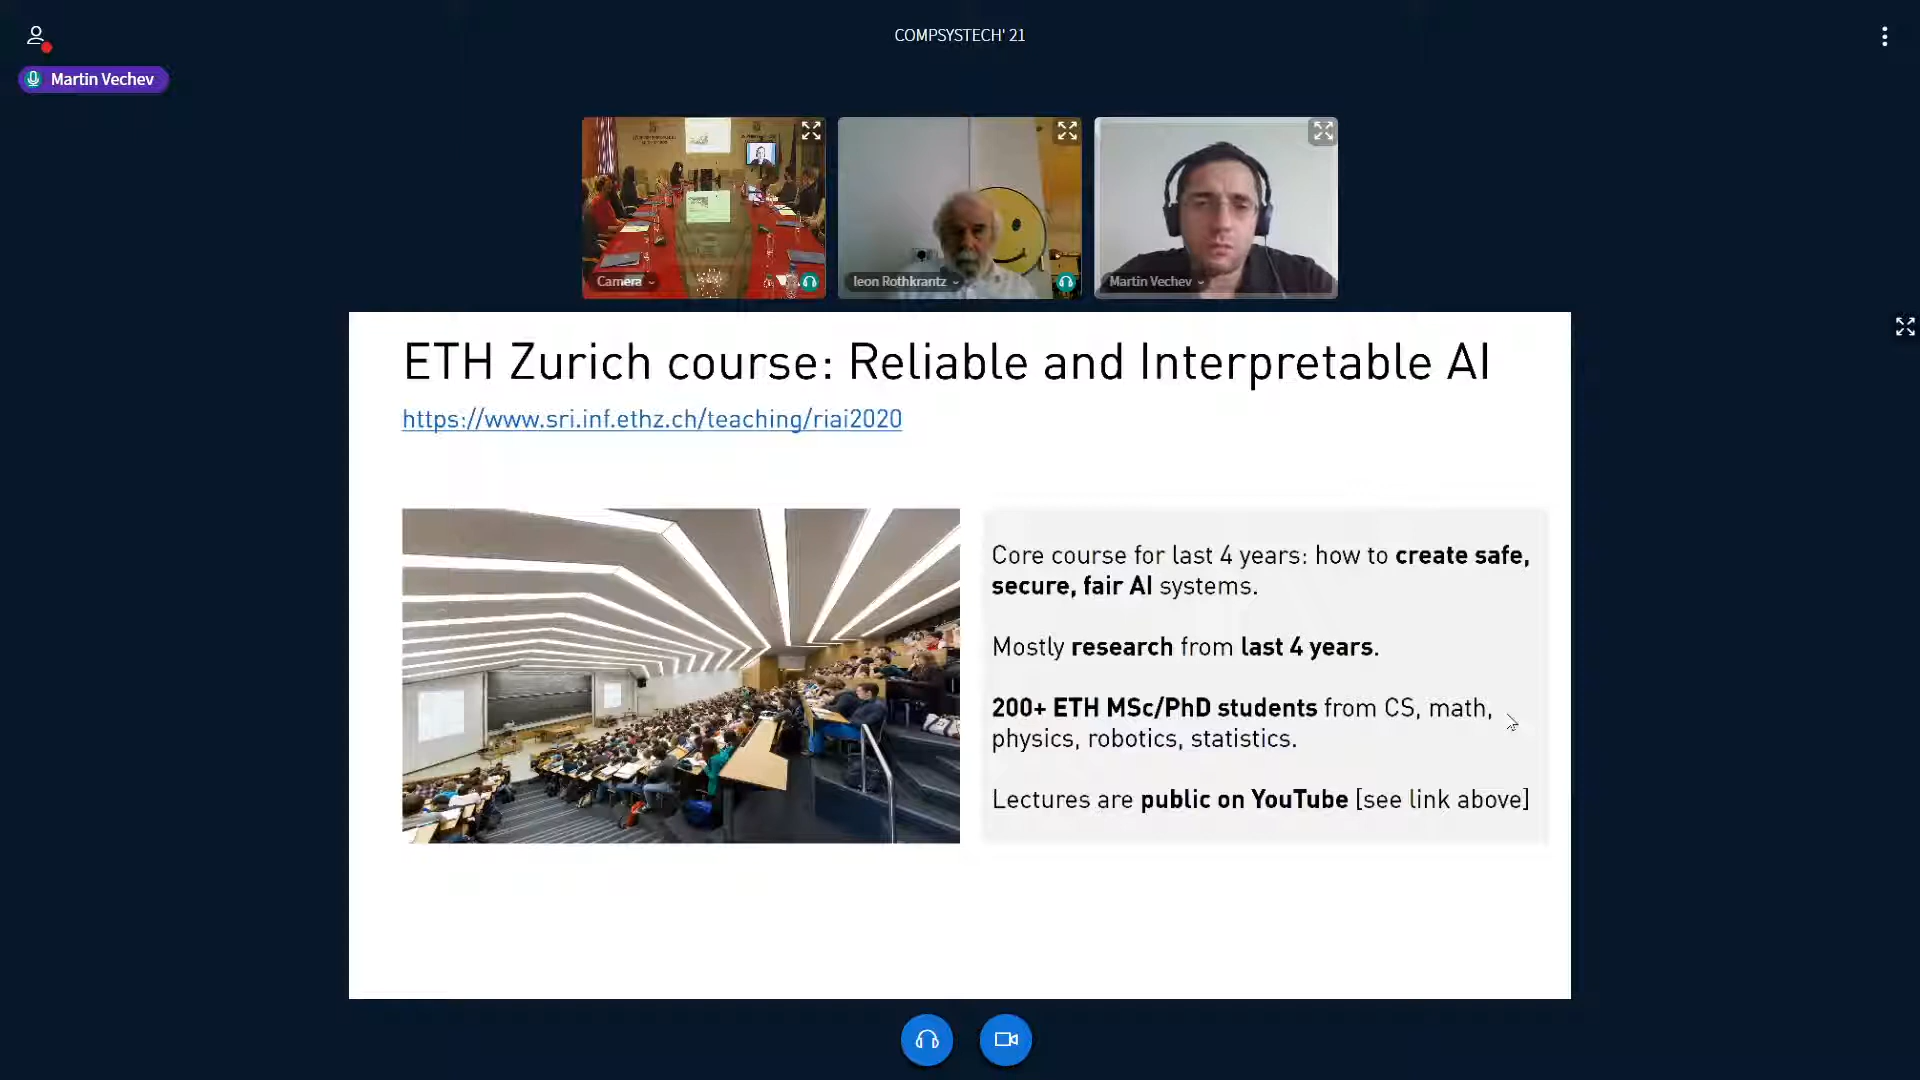 COMPSYSTECH' 21
Martin Vechev
Camera
leon Rothkrantz
Martin Vechev
ETH Zurich course: Reliable and Interpretable AI
https://www.sri.inf.ethz.ch/teaching/riai2020
Core course for last 4 years: how to create safe,
secure, fair AI systems.
Mostly research from last 4 years.
200+ ETH MSc/PhD students from CS, math,
physics, robotics, statistics.
Lectures are public on YouTube [see link above]